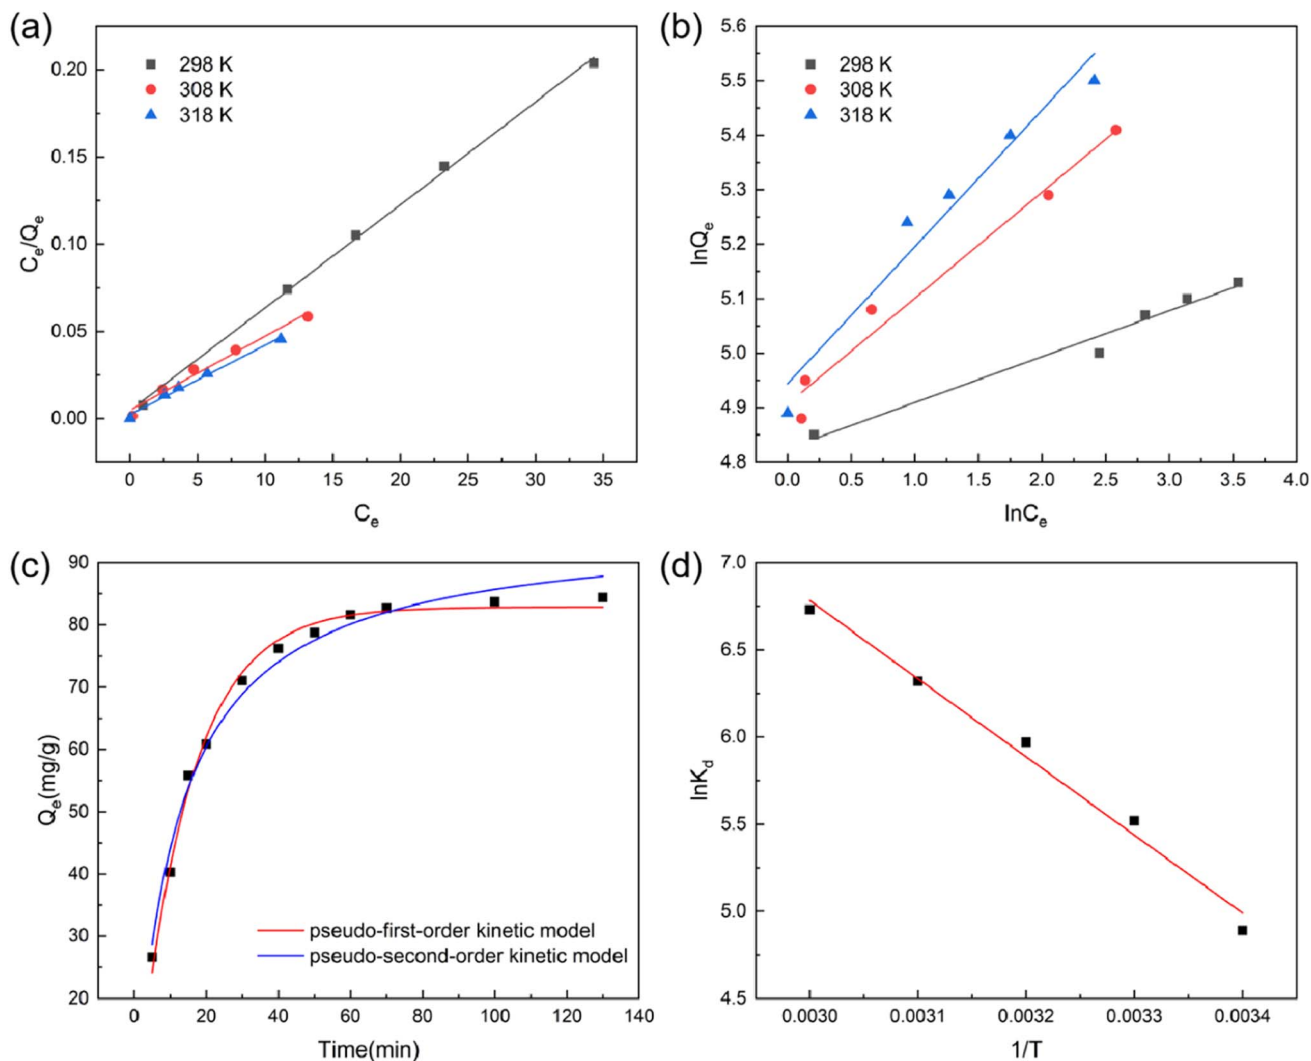 (a)
298 K
308 K
318 K
0.20
0.15
0.10
0.05
0.00
Ce/Qe
0 5 10 15 20 25 30 35
Ce
(b)
298 K
308 K
318 K
5.6
5.5
5.4
5.3
5.2
5.1
5.0
4.9
4.8
lnQe
0.0 0.5 1.0 1.5 2.0 2.5 3.0 3.5 4.0
lnCe
(c)
90
80
70
60
50
40
30
20
Qe(mg/g)
pseudo-first-order kinetic model
pseudo-second-order kinetic model
0 20 40 60 80 100 120 140
Time(min)
(d)
7.0
6.5
6.0
5.5
5.0
4.5
lnKd
0.0030 0.0031 0.0032 0.0033 0.0034
1/T